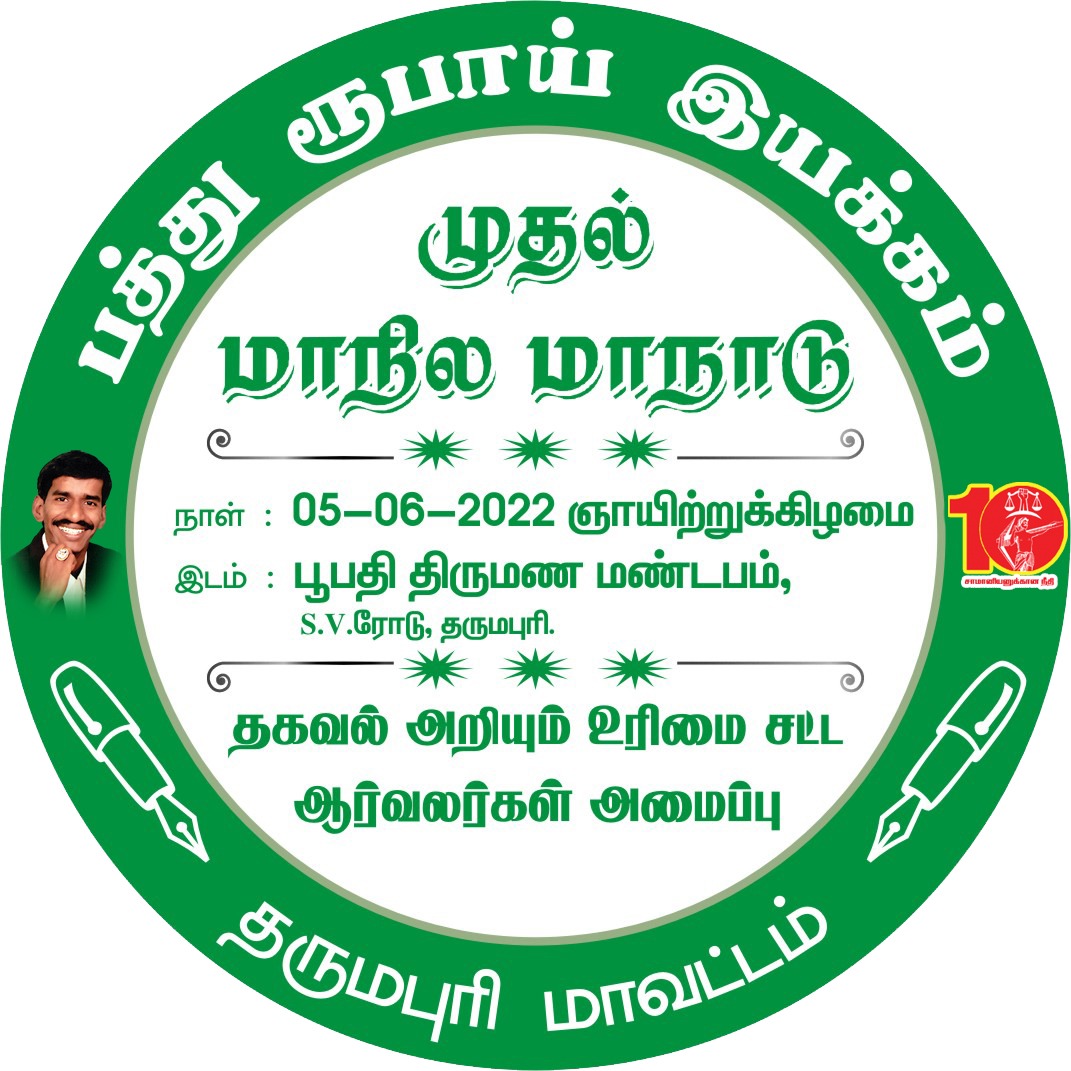 பத்து ரூபாய் இயக்கம்
முதல்
மாநில மாநாடு
நாள் : 05-06-2022 ஞாயிற்றுக்கிழமை
இடம் : பூபதி திருமண மண்டபம்,
S.V.ரோடு, தருமபுரி.
10
சாமானியனுக்கான நீதி
தகவல் அறியும் உரிமை சட்ட
ஆர்வலர்கள் அமைப்பு
தருமபுரி மாவட்டம்